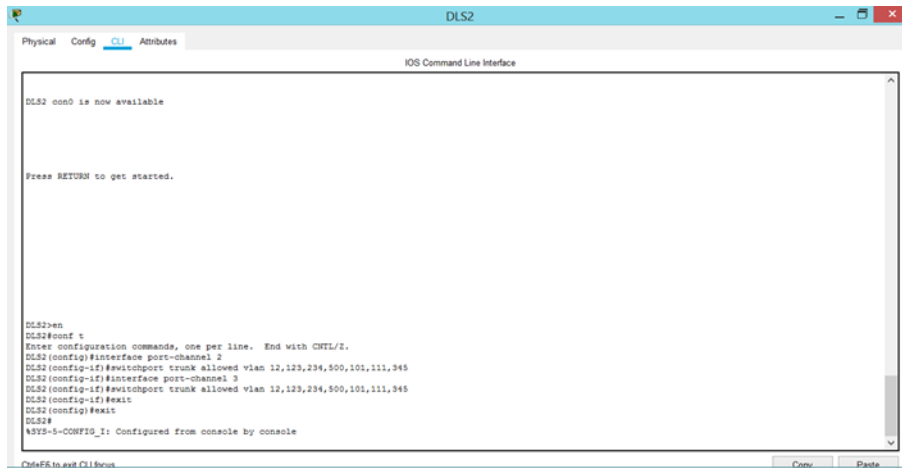 DLS2
Physical Config CLI Attributes
IOS Command Line Interface
DLS2 con0 is now available
Press RETURN to get started.
DLS2>en
DLS2#conf t
Enter configuration commands, one per line. End with CNTL/Z.
DLS2(config)#interface port-channel 2
DLS2(config-if)#switchport trunk allowed vlan 12,123,234,500,101,111,345
DLS2(config-if)#interface port-channel 3
DLS2(config-if)#switchport trunk allowed vlan 12,123,234,500,101,111,345
DLS2(config-if)#exit
DLS2(config)#exit
DLS2#
%SYS-5-CONFIG_I: Configured from console by console
Ctrl+F6 to exit CLI focus
Copy Paste